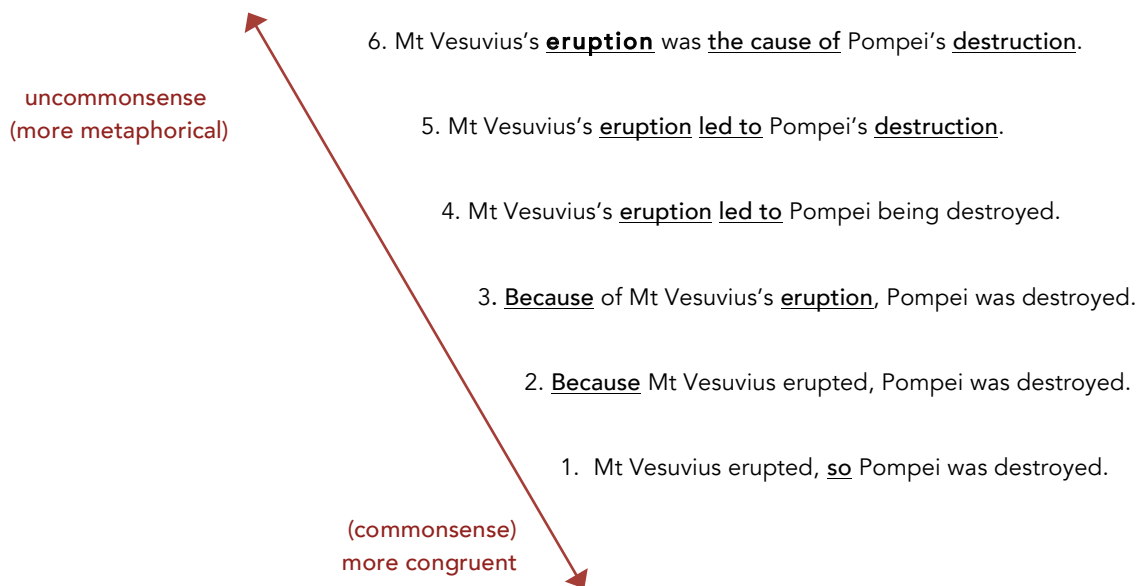 6. Mt Vesuvius's eruption was the cause of Pompei's destruction.
uncommonsense
(more metaphorical)
5. Mt Vesuvius's eruption led to Pompei's destruction.
4. Mt Vesuvius's eruption led to Pompei being destroyed.
3. Because of Mt Vesuvius's eruption, Pompei was destroyed.
2. Because Mt Vesuvius erupted, Pompei was destroyed.
1. Mt Vesuvius erupted, so Pompei was destroyed.
(commonsense)
more congruent